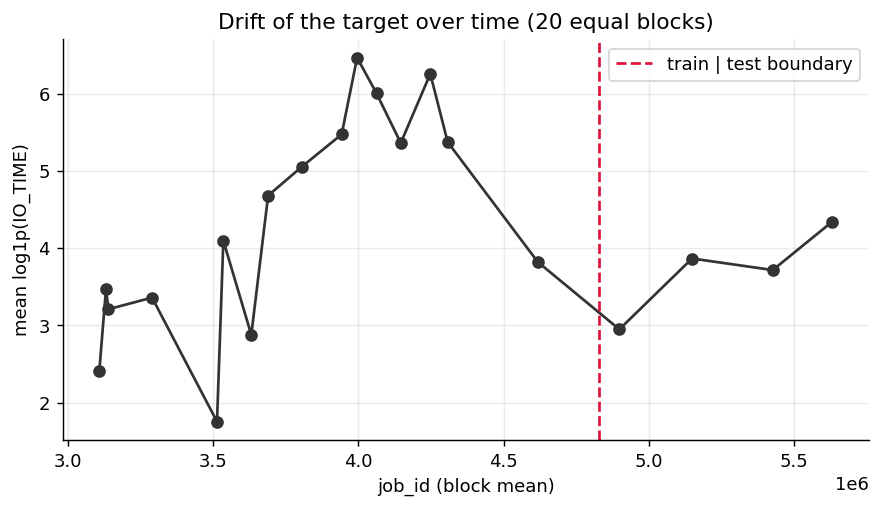 Drift of the target over time (20 equal blocks)
train | test boundary
mean log1p(IO_TIME)
6
5
4
3
2
3.0 3.5 4.0 4.5 5.0 5.5
1e6
job_id (block mean)